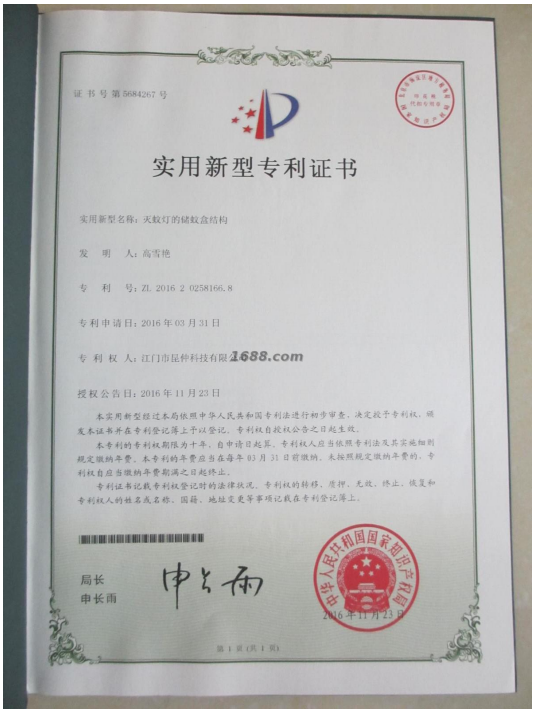 证书号第5684267号
实用新型专利证书
实用新型名称：灭蚊灯的储蚊盒结构
发明人：高雪艳
专利号：ZL 2016 2 0258166.8
专利申请日：2016年03月31日
专利权人：江门市昆仲科技有限
1688.com
授权公告日：2016年11月23日
本实用新型经过本局依照中华人民共和国专利法进行初步审查，决定授予专利权，颁
发本证书并在专利登记簿上予以登记。专利权自授权公告之日起生效。
本专利的专利权期限为十年，自申请日起算。专利权人应当依照专利法及其实施细则
规定缴纳年费。本专利的年费应当在每年03月31日前缴纳。未按照规定缴纳年费的，专
利权自应当缴纳年费期满之日起终止。
专利证书记载专利权登记时的法律状况。专利权的转移、质押、无效、终止、恢复和
专利权人的姓名或名称、国籍、地址变更等事项记载在专利登记簿上。
局长
申长雨
申长雨
中华人民共和国国家知识产权局
2016年11月23日
第1页(共1页)